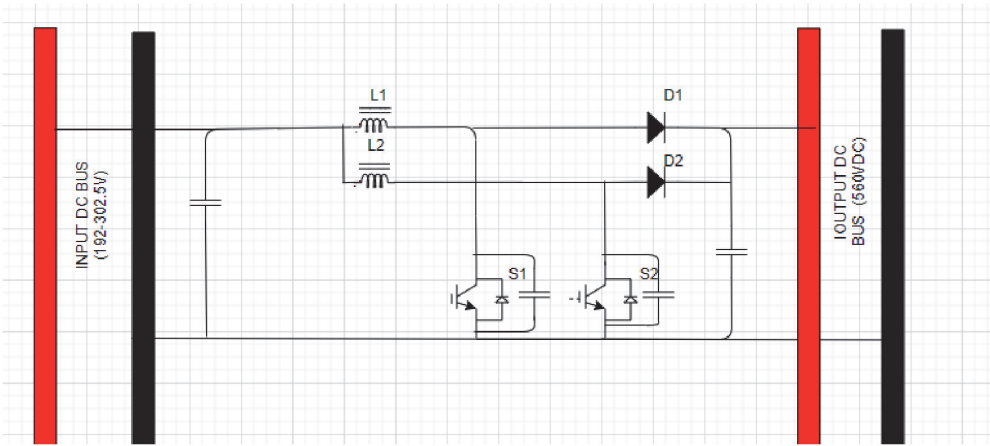 INPUT DC BUS
(192-302.5V)
L1
L2
D1
D2
S1
S2
IOUTPUT DC
BUS (560VDC)